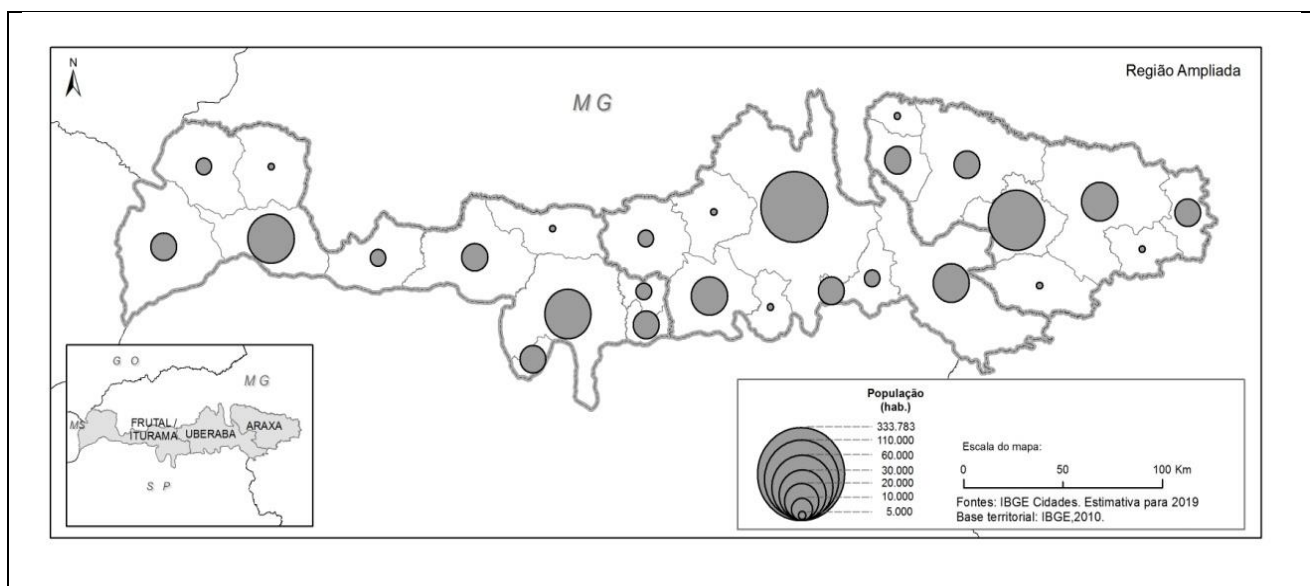 N
Região Ampliada
M G
G O
M G
MS
FRUTAL /
ITURAMA
UBERABA
ARAXA
S P
População
(hab.)
333.783
110.000
60.000
30.000
20.000
10.000
5.000
Escala do mapa:
0 50 100 Km
Fontes: IBGE Cidades. Estimativa para 2019
Base territorial: IBGE,2010.